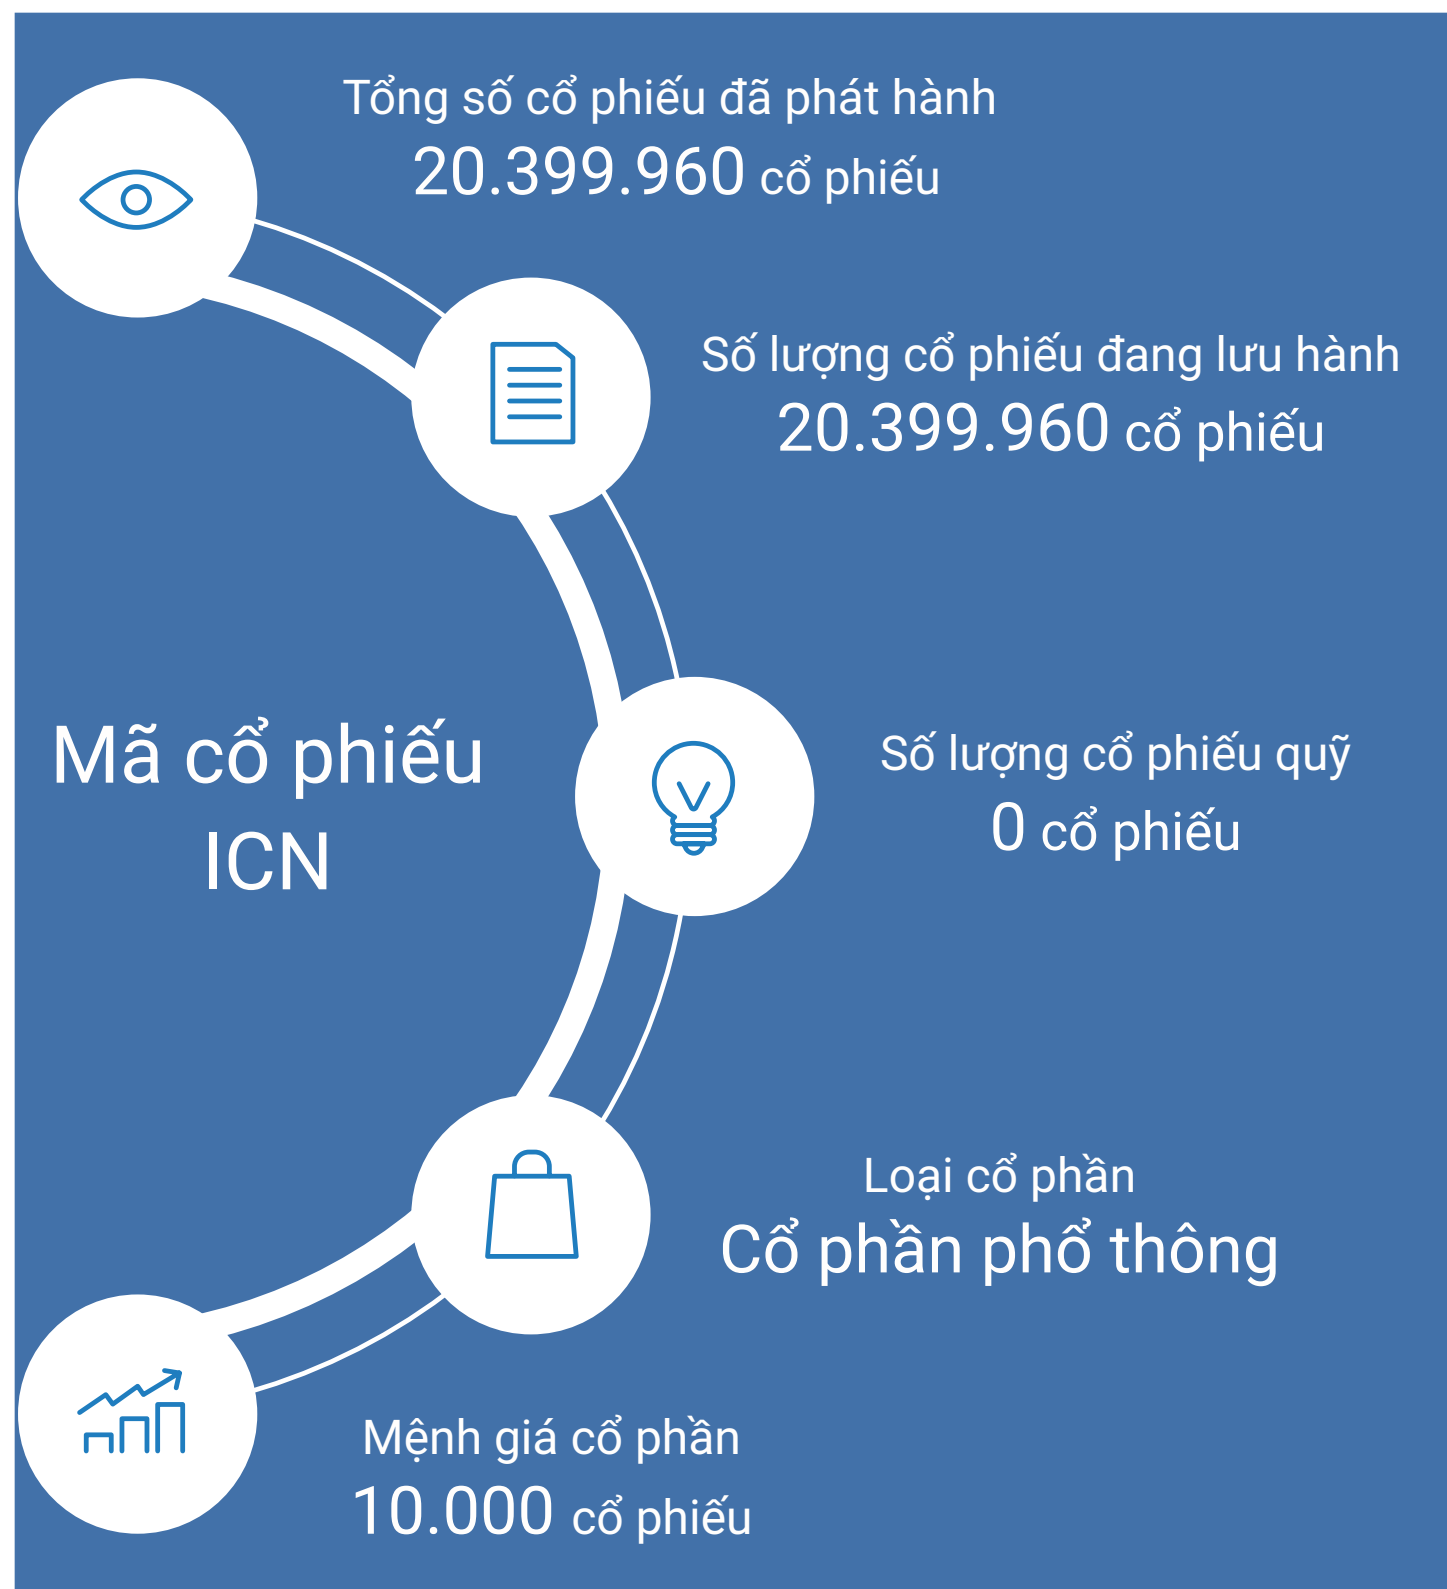 Tổng số cổ phiếu đã phát hành
20.399.960 cổ phiếu
Số lượng cổ phiếu đang lưu hành
20.399.960 cổ phiếu
Mã cổ phiếu
ICN
Số lượng cổ phiếu quỹ
0 cổ phiếu
Loại cổ phần
Cổ phần phổ thông
Mệnh giá cổ phần
10.000 cổ phiếu